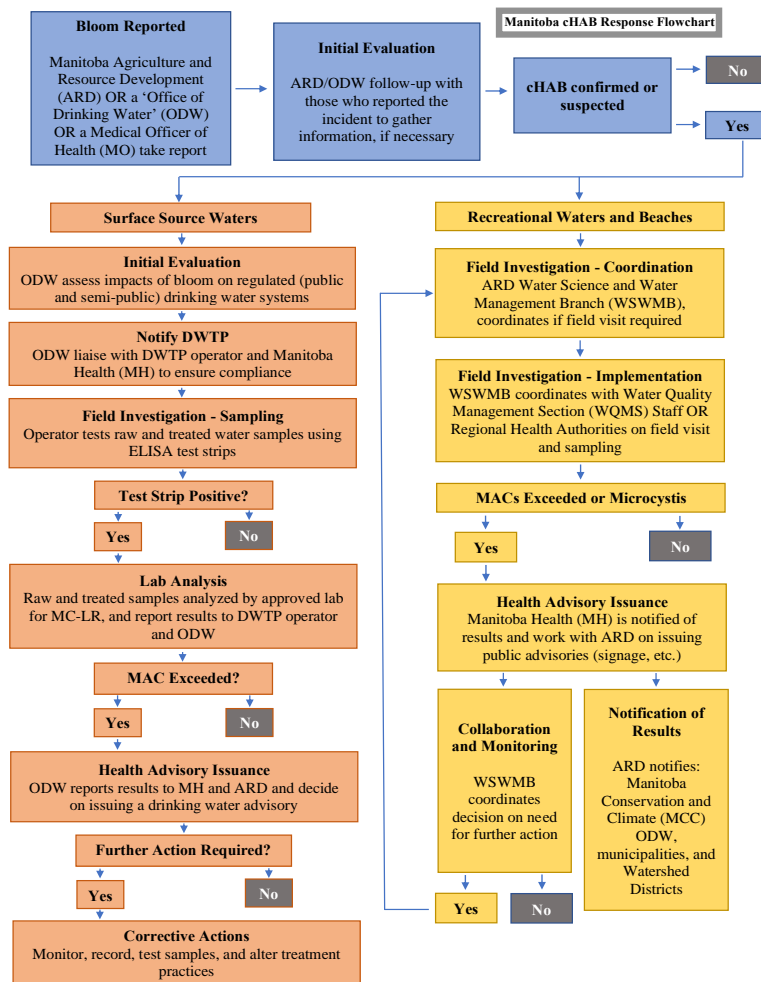 Manitoba cHAB Response Flowchart
Bloom Reported
Manitoba Agriculture and
Resource Development
(ARD) OR a ‘Office of
Drinking Water’ (ODW)
OR a Medical Officer of
Health (MO) take report
Initial Evaluation
ARD/ODW follow-up with
those who reported the
incident to gather
information, if necessary
cHAB confirmed or
suspected
No
Yes
Surface Source Waters
Initial Evaluation
ODW assess impacts of bloom on regulated (public
and semi-public) drinking water systems
Notify DWTP
ODW liaise with DWTP operator and Manitoba
Health (MH) to ensure compliance
Field Investigation - Sampling
Operator tests raw and treated water samples using
ELISA test strips
Test Strip Positive?
Yes
No
Lab Analysis
Raw and treated samples analyzed by approved lab
for MC-LR, and report results to DWTP operator
and ODW
MAC Exceeded?
Yes
No
Health Advisory Issuance
ODW reports results to MH and ARD and decide
on issuing a drinking water advisory
Further Action Required?
Yes
No
Corrective Actions
Monitor, record, test samples, and alter treatment
practices
Recreational Waters and Beaches
Field Investigation - Coordination
ARD Water Science and Water
Management Branch (WSWMB),
coordinates if field visit required
Field Investigation - Implementation
WSWMB coordinates with Water Quality
Management Section (WQMS) Staff OR
Regional Health Authorities on field visit
and sampling
MACs Exceeded or Microcystis
Yes
No
Health Advisory Issuance
Manitoba Health (MH) is notified of
results and work with ARD on issuing
public advisories (signage, etc.)
Collaboration
and Monitoring
WSWMB
coordinates
decision on need
for further action
Yes
No
Notification of
Results
ARD notifies:
Manitoba
Conservation and
Climate (MCC)
ODW,
municipalities, and
Watershed
Districts